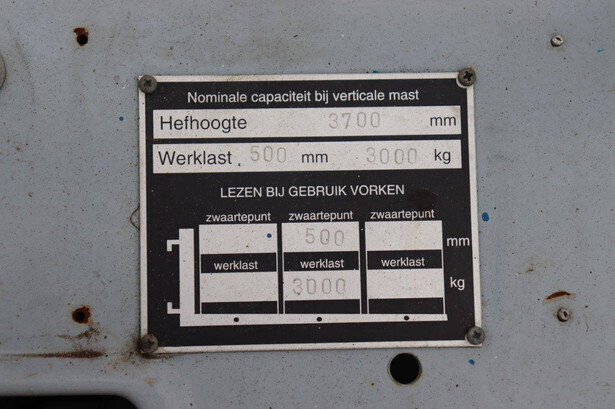 Nominale capaciteit bij verticale mast
Hefhoogte 3700 mm
Werklast 500 mm 3000 kg
LEZEN BIJ GEBRUIK VORKEN
zwaartepunt zwaartepunt zwaartepunt
500 mm
werklast werklast werklast
3000 kg